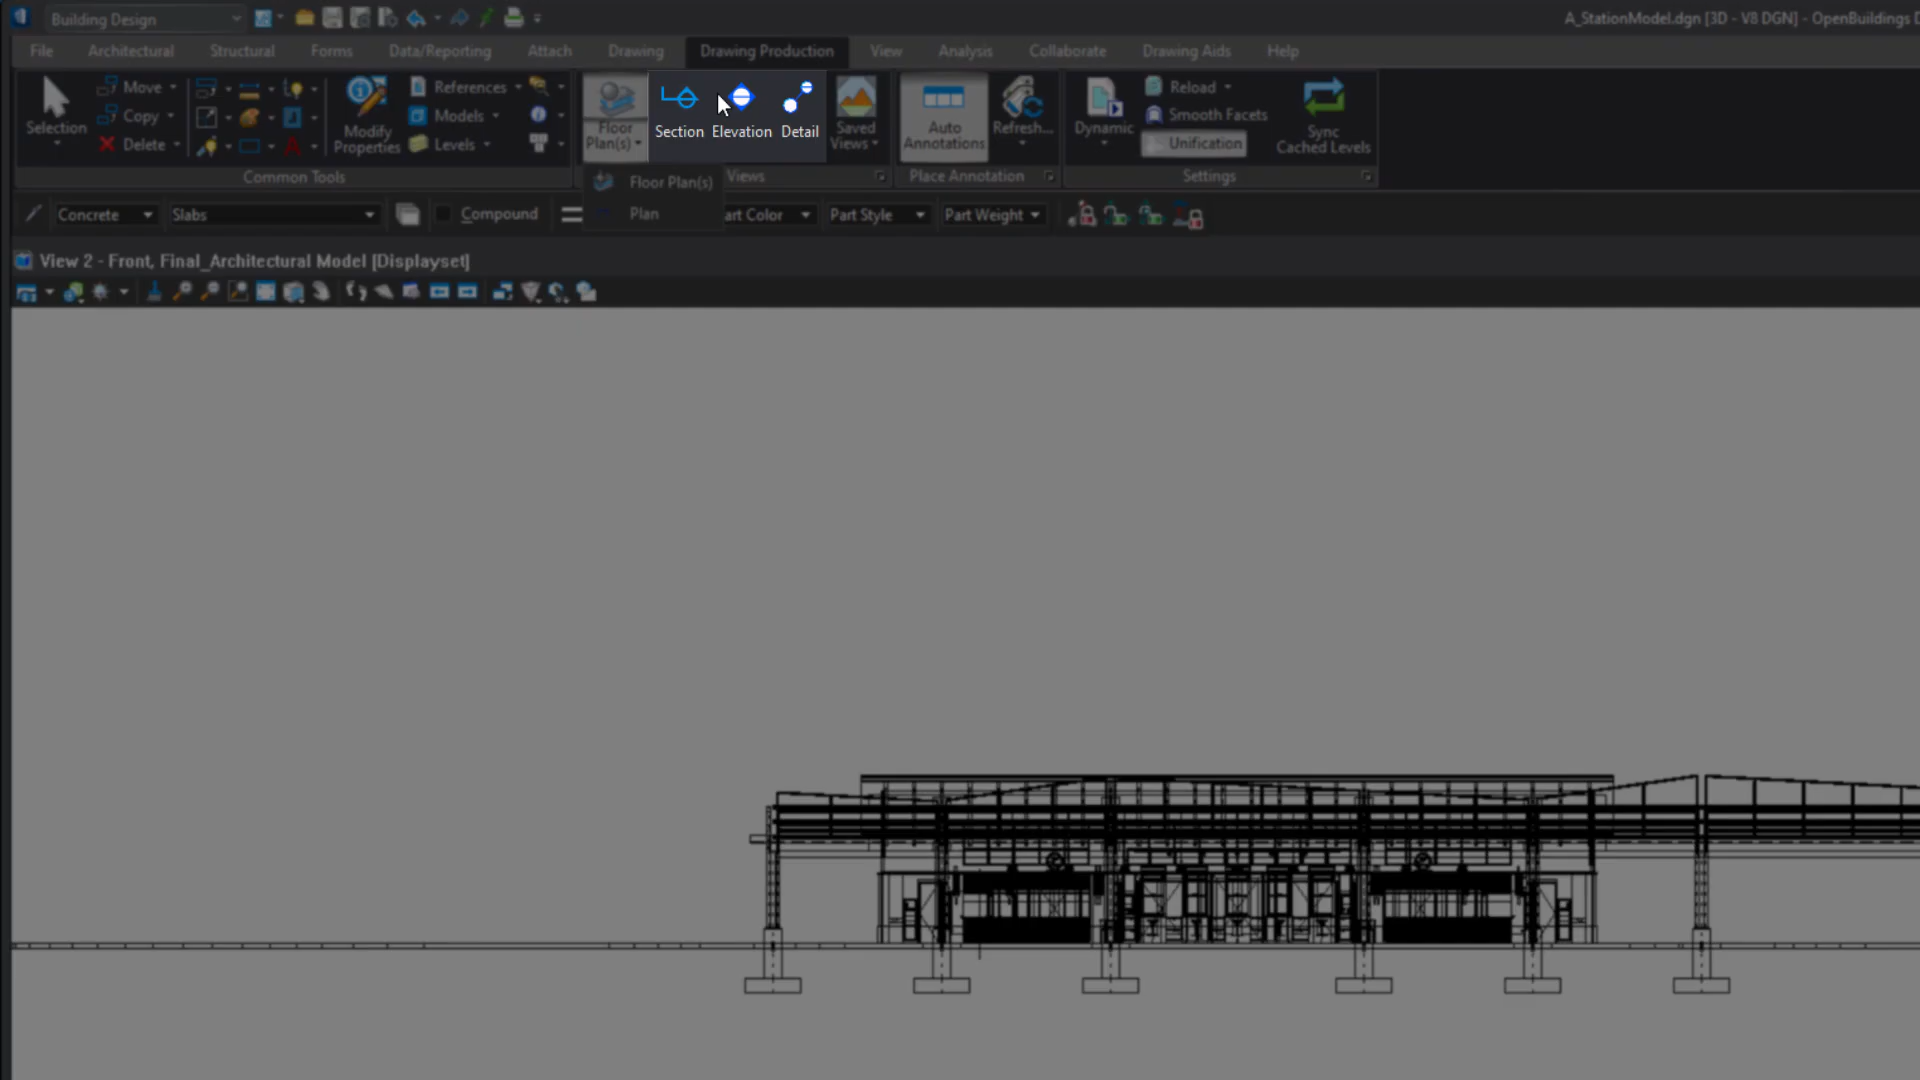 Building Design
A_StationModel.dgn [3D - V8 DGN] - OpenBuildings D
File Architectural Structural Forms Data/Reporting Attach Drawing Drawing Production View Analysis Collaborate Drawing Aids Help
Selection
Move
Copy
Delete
Modify Properties
References
Models
Levels
Common Tools
Floor Plan(s)
Section Elevation Detail
Saved Views
Views
Auto Annotations
Refresh...
Place Annotation
Dynamic
Reload
Smooth Facets
Unification
Sync Cached Levels
Settings
Floor Plan(s)
Plan
Concrete Slabs Compound art Color Part Style Part Weight
View 2 - Front, Final_Architectural Model [Displayset]